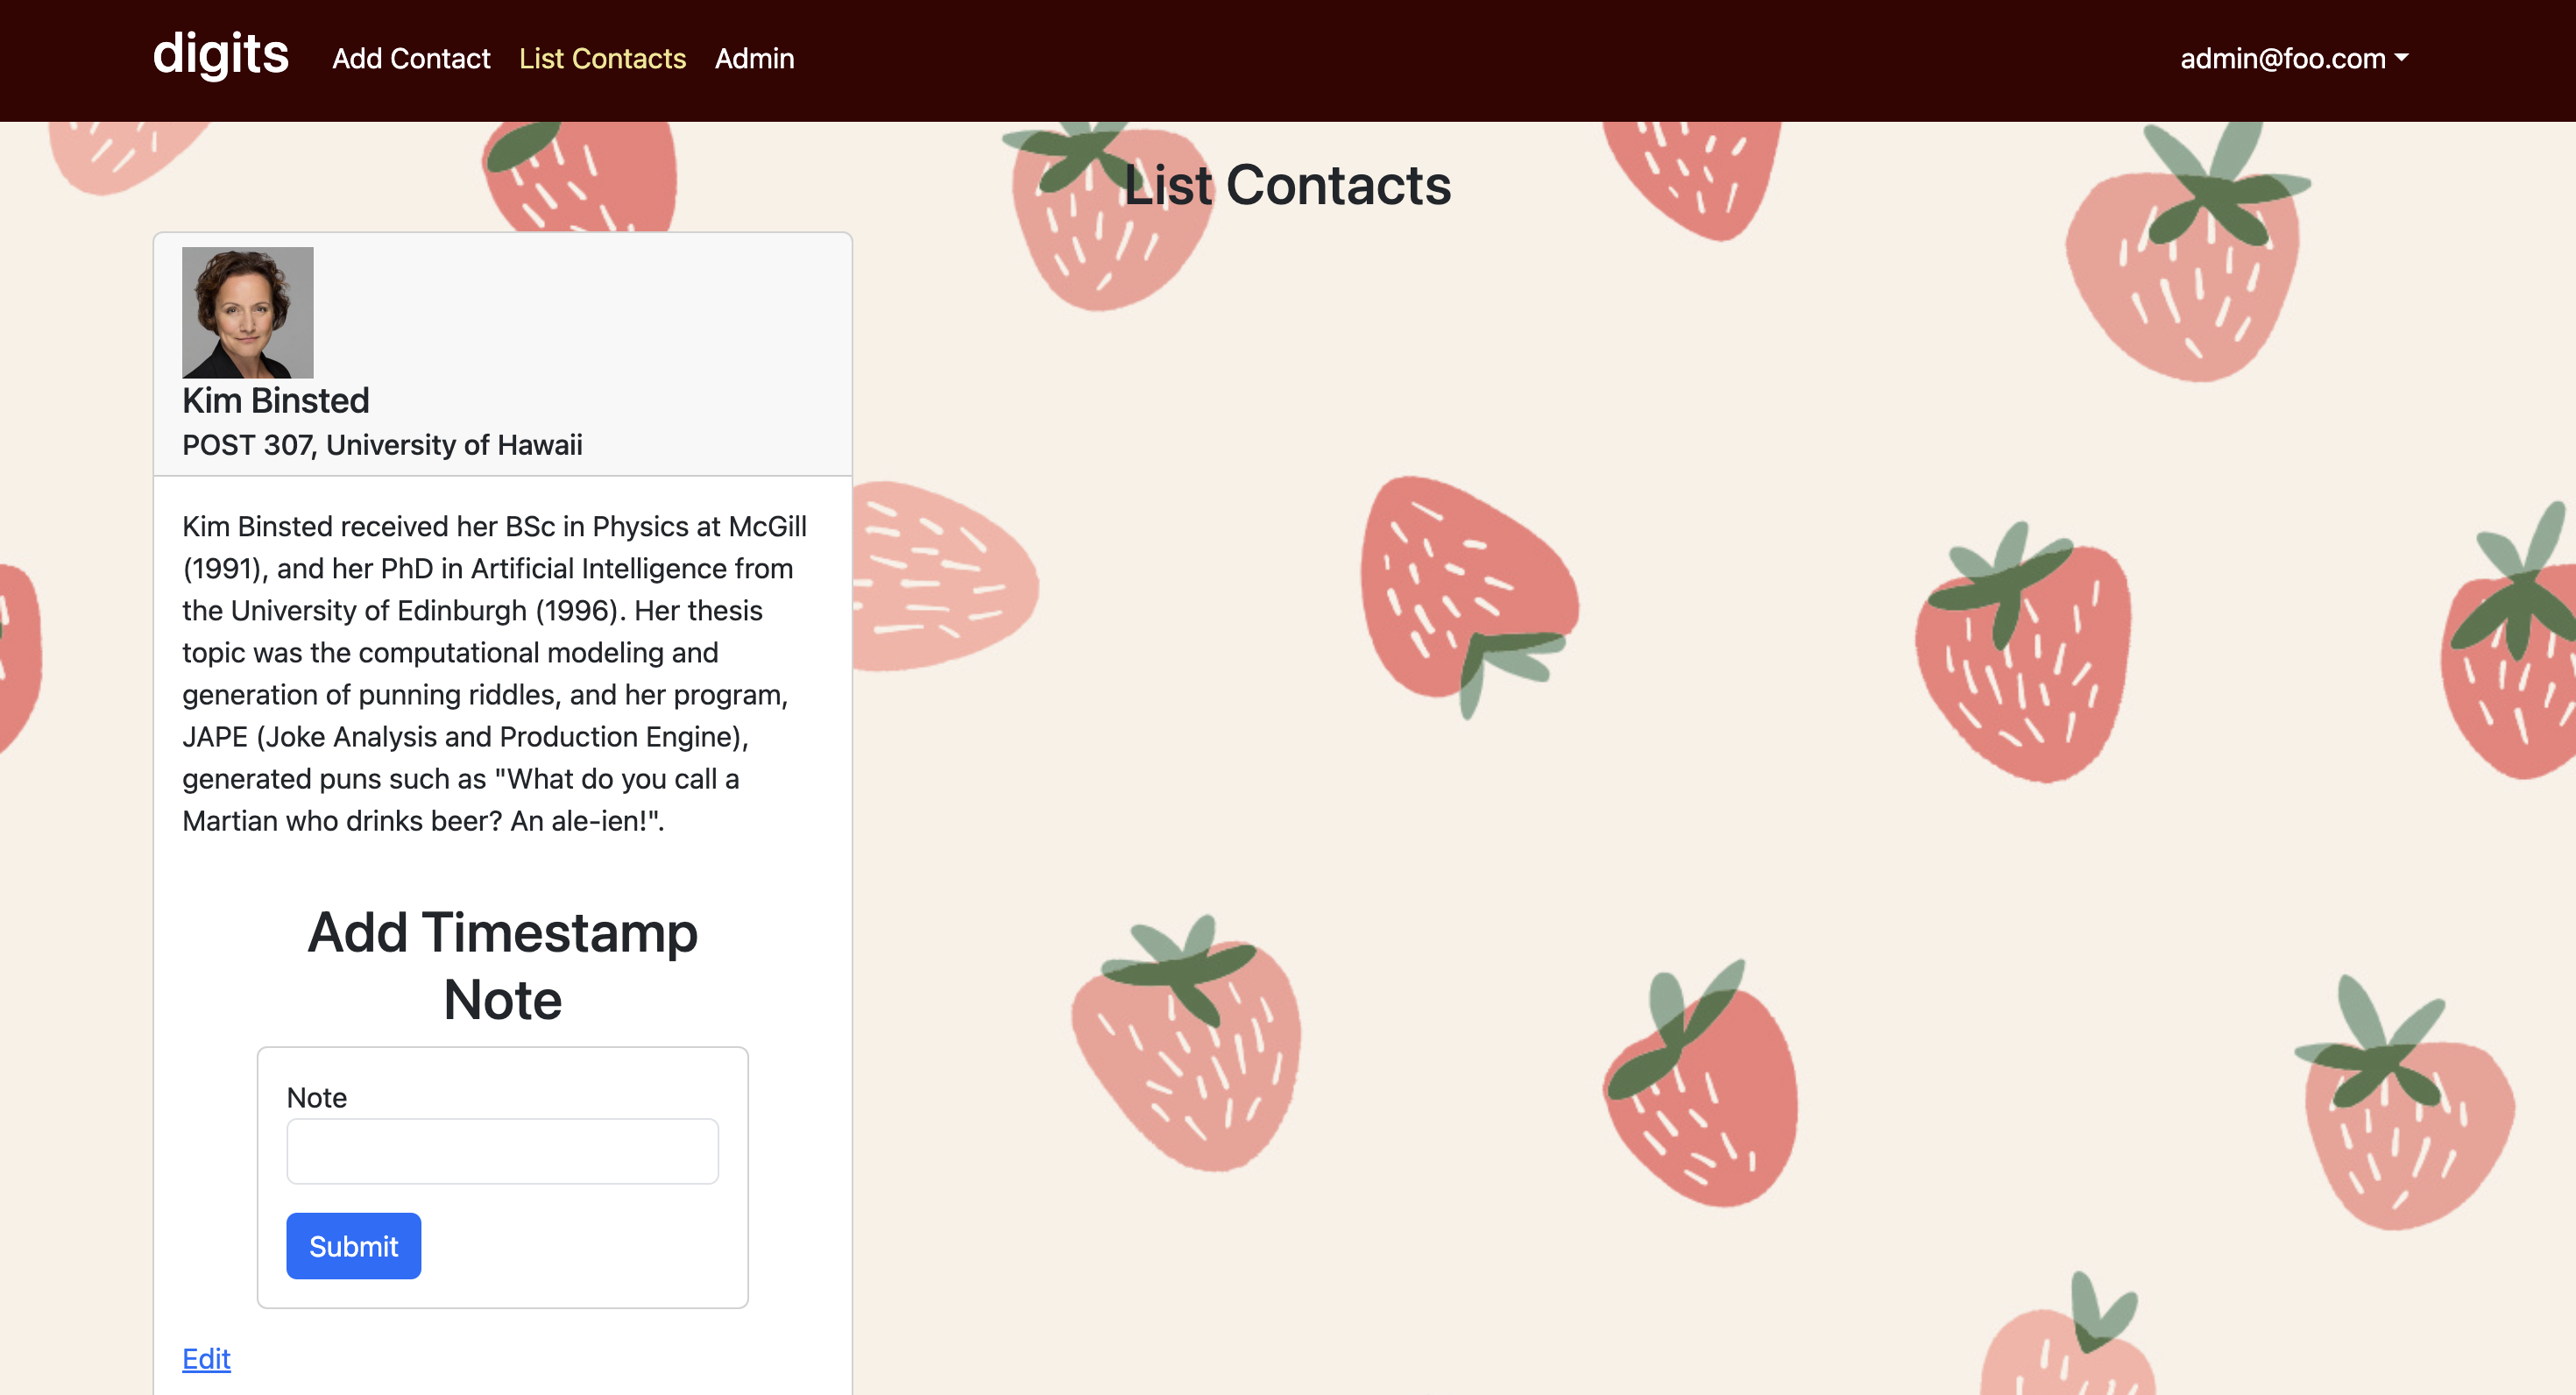 digits
Add Contact
List Contacts
Admin
admin@foo.com
List Contacts
Kim Binsted
POST 307, University of Hawaii
Kim Binsted received her BSc in Physics at McGill
(1991), and her PhD in Artificial Intelligence from
the University of Edinburgh (1996). Her thesis
topic was the computational modeling and
generation of punning riddles, and her program,
JAPE (Joke Analysis and Production Engine),
generated puns such as "What do you call a
Martian who drinks beer? An ale-ien!".
Add Timestamp
Note
Note
Submit
Edit